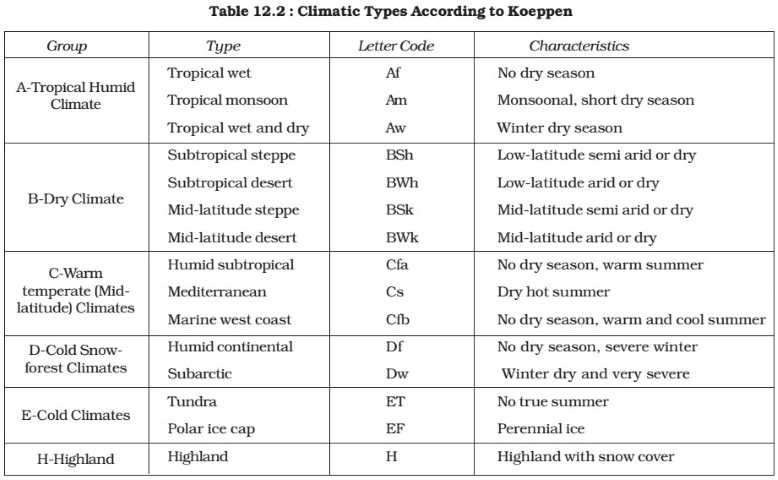 Table 12.2 : Climatic Types According to Koeppen
Group Type Letter Code Characteristics
A-Tropical Humid Climate
Tropical wet Af No dry season
Tropical monsoon Am Monsoonal, short dry season
Tropical wet and dry Aw Winter dry season
B-Dry Climate
Subtropical steppe BSh Low-latitude semi arid or dry
Subtropical desert BWh Low-latitude arid or dry
Mid-latitude steppe BSk Mid-latitude semi arid or dry
Mid-latitude desert BWk Mid-latitude arid or dry
C-Warm
temperate (Mid-
latitude) Climates
Humid subtropical Cfa No dry season, warm summer
Mediterranean Cs Dry hot summer
Marine west coast Cfb No dry season, warm and cool summer
D-Cold Snow-
forest Climates
Humid continental Df No dry season, severe winter
Subarctic Dw Winter dry and very severe
E-Cold Climates
Tundra ET No true summer
Polar ice cap EF Perennial ice
H-Highland Highland H Highland with snow cover